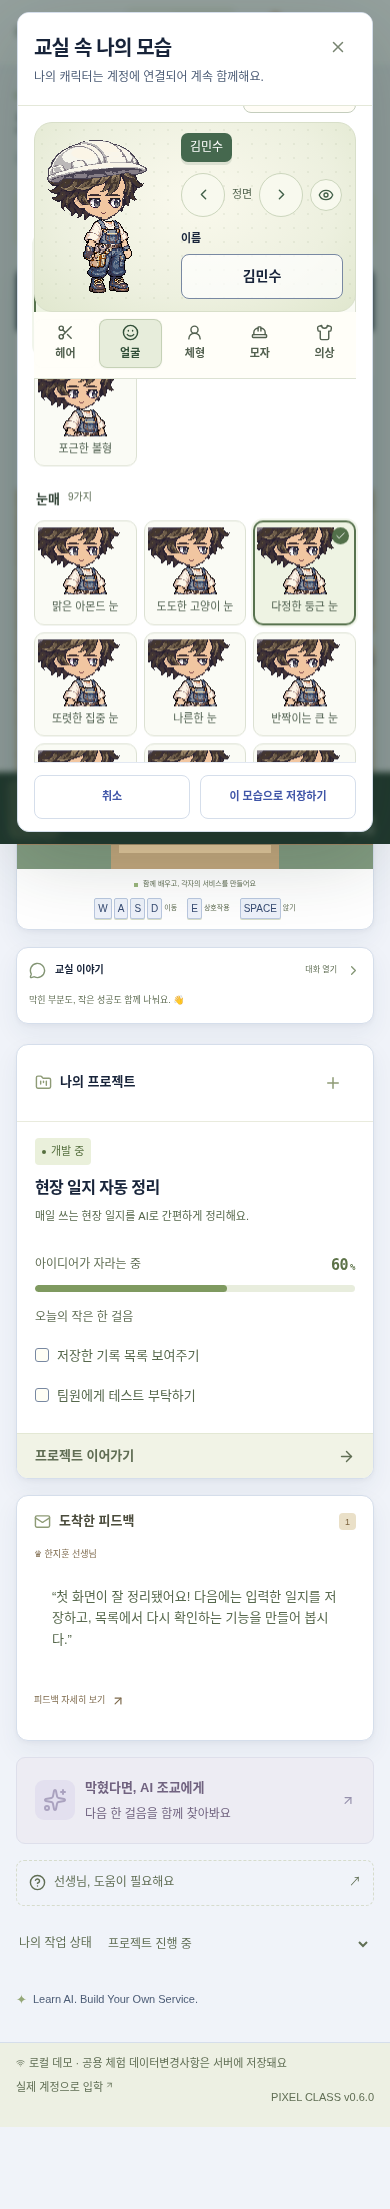 교실 속 나의 모습
나의 캐릭터는 계정에 연결되어 계속 함께해요.
김민수
정면
이름
김민수
헤어
얼굴
체형
모자
의상
포근한 볼형
눈매 9가지
맑은 아몬드 눈
도도한 고양이 눈
다정한 둥근 눈
또렷한 집중 눈
나른한 눈
반짝이는 큰 눈
취소
이 모습으로 저장하기
함께 배우고, 각자의 서비스를 만들어요
W A S D 이동 E 상호작용 SPACE 앉기
교실 이야기
대화 열기
막힌 부분도, 작은 성공도 함께 나눠요. 👋
나의 프로젝트
개발 중
현장 일지 자동 정리
매일 쓰는 현장 일지를 AI로 간편하게 정리해요.
아이디어가 자라는 중
60%
오늘의 작은 한 걸음
저장한 기록 목록 보여주기
팀원에게 테스트 부탁하기
프로젝트 이어가기
도착한 피드백
1
한지훈 선생님
“첫 화면이 잘 정리됐어요! 다음에는 입력한 일지를 저
장하고, 목록에서 다시 확인하는 기능을 만들어 봅시
다.”
피드백 자세히 보기
막혔다면, AI 조교에게
다음 한 걸음을 함께 찾아봐요
선생님, 도움이 필요해요
나의 작업 상태
프로젝트 진행 중
Learn AI. Build Your Own Service.
로컬 데모 · 공용 체험 데이터변경사항은 서버에 저장돼요
실제 계정으로 입학
PIXEL CLASS v0.6.0